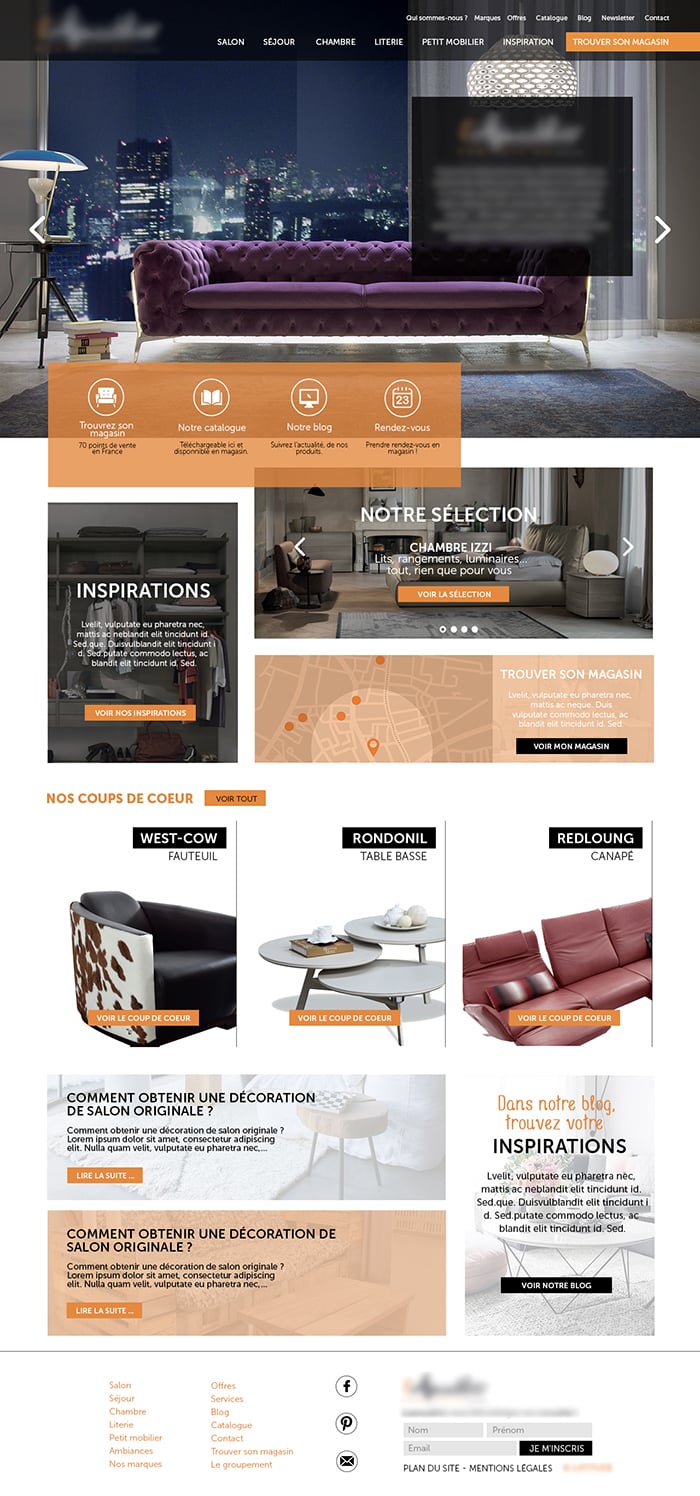 Qui sommes-nous ? Marques Offres Catalogue Blog Newsletter Contact
SALON SÉJOUR CHAMBRE LITERIE PETIT MOBILIER INSPIRATION TROUVER SON MAGASIN
Trouvrez son
magasin
70 points de vente
en France
Notre catalogue
Téléchargeable ici et
disponnible en magasin.
Notre blog
Suivrez l'actualité, de nos
produits.
23
Rendez-vous
Prendre rendez-vous en
magasin !
INSPIRATIONS
Lvelit, vulputate eu pharetra nec,
mattis ac neblandit elit tincidunt id.
Sed.que. Duisvulblandit elit tincidunt i
d. Sed.putate commodo lectus, ac
blandit elit tincidunt id. Sed.
VOIR NOS INSPIRATIONS
NOTRE SÉLECTION
CHAMBRE IZZI
Lits, rangements, luminaires...
tout, rien que pour vous
VOIR LA SÉLECTION
TROUVER SON MAGASIN
Lvelit, vulputate eu pharetra nec,
mattis ac neque. Duis
vulputate commodo lectus, ac
blandit elit tincidunt id. Sed.
VOIR MON MAGASIN
NOS COUPS DE COEUR VOIR TOUT
WEST-COW
FAUTEUIL
VOIR LE COUP DE COEUR
RONDONIL
TABLE BASSE
VOIR LE COUP DE COEUR
REDLOUNG
CANAPÉ
VOIR LE COUP DE COEUR
COMMENT OBTENIR UNE DÉCORATION
DE SALON ORIGINALE ?
Comment obtenir une décoration de salon originale ?
Lorem ipsum dolor sit amet, consectetur adipiscing
elit. Nulla quam velit, vulputate eu pharetra nec,...
LIRE LA SUITE ...
COMMENT OBTENIR UNE DÉCORATION DE
SALON ORIGINALE ?
Comment obtenir une décoration de salon originale ?
Lorem ipsum dolor sit amet, consectetur adipiscing
elit. Nulla quam velit, vulputate eu pharetra nec,...
LIRE LA SUITE ...
Dans notre blog,
trouvez votre
INSPIRATIONS
Lvelit, vulputate eu pharetra nec,
mattis ac neblandit elit tincidunt id.
Sed.que. Duisvulblandit elit tincidunt i
d. Sed.putate commodo lectus, ac
blandit elit tincidunt id. Sed.
VOIR NOTRE BLOG
Salon
Séjour
Chambre
Literie
Petit mobilier
Ambiances
Nos marques
Offres
Services
Blog
Catalogue
Contact
Trouver son magasin
Le groupement
Nom Prénom
Email JE M'INSCRIS
PLAN DU SITE - MENTIONS LÉGALES